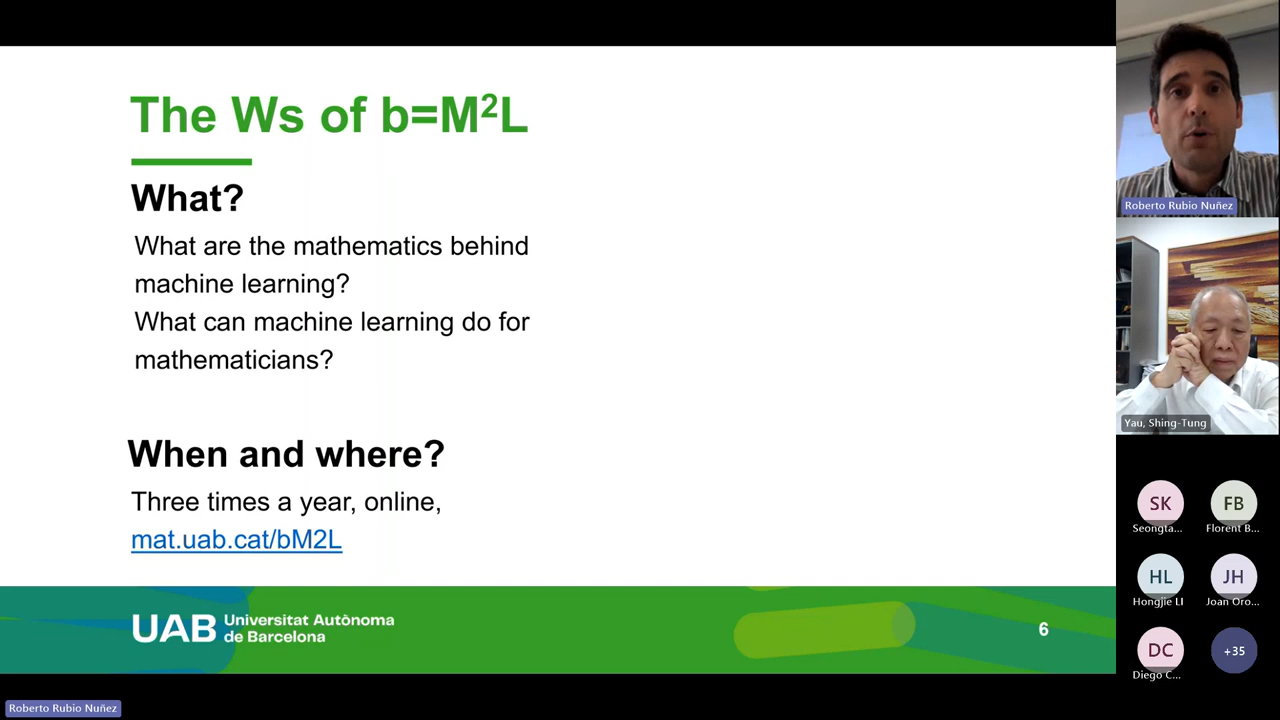 The Ws of b=M²L
What?
What are the mathematics behind
machine learning?
What can machine learning do for
mathematicians?
When and where?
Three times a year, online,
mat.uab.cat/bM2L
UAB
Universitat Autònoma
de Barcelona
6
Roberto Rubio Nuñez
Yau, Shing-Tung
SK
Seongta...
FB
Florent B...
HL
Hongjie LI
JH
Joan Oro...
DC
Diego C...
+35
Roberto Rubio Nuñez